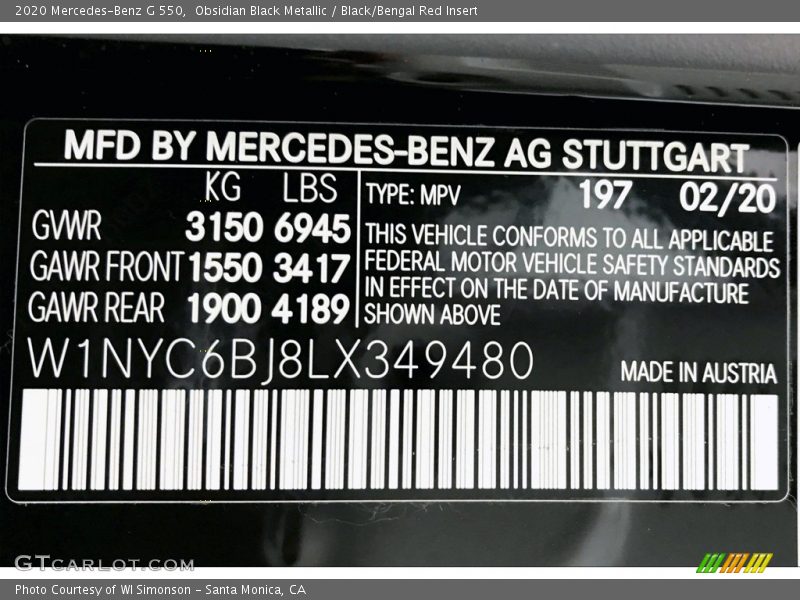 2020 Mercedes-Benz G 550,  Obsidian Black Metallic / Black/Bengal Red Insert
MFD BY MERCEDES-BENZ AG STUTTGART
KG LBS
GVWR 3150 6945
GAWR FRONT 1550 3417
GAWR REAR 1900 4189
TYPE: MPV 197 02/20
THIS VEHICLE CONFORMS TO ALL APPLICABLE
FEDERAL MOTOR VEHICLE SAFETY STANDARDS
IN EFFECT ON THE DATE OF MANUFACTURE
SHOWN ABOVE
W1NYC6BJ8LX349480
MADE IN AUSTRIA
GTCARLOT.COM
Photo Courtesy of WI Simonson - Santa Monica, CA